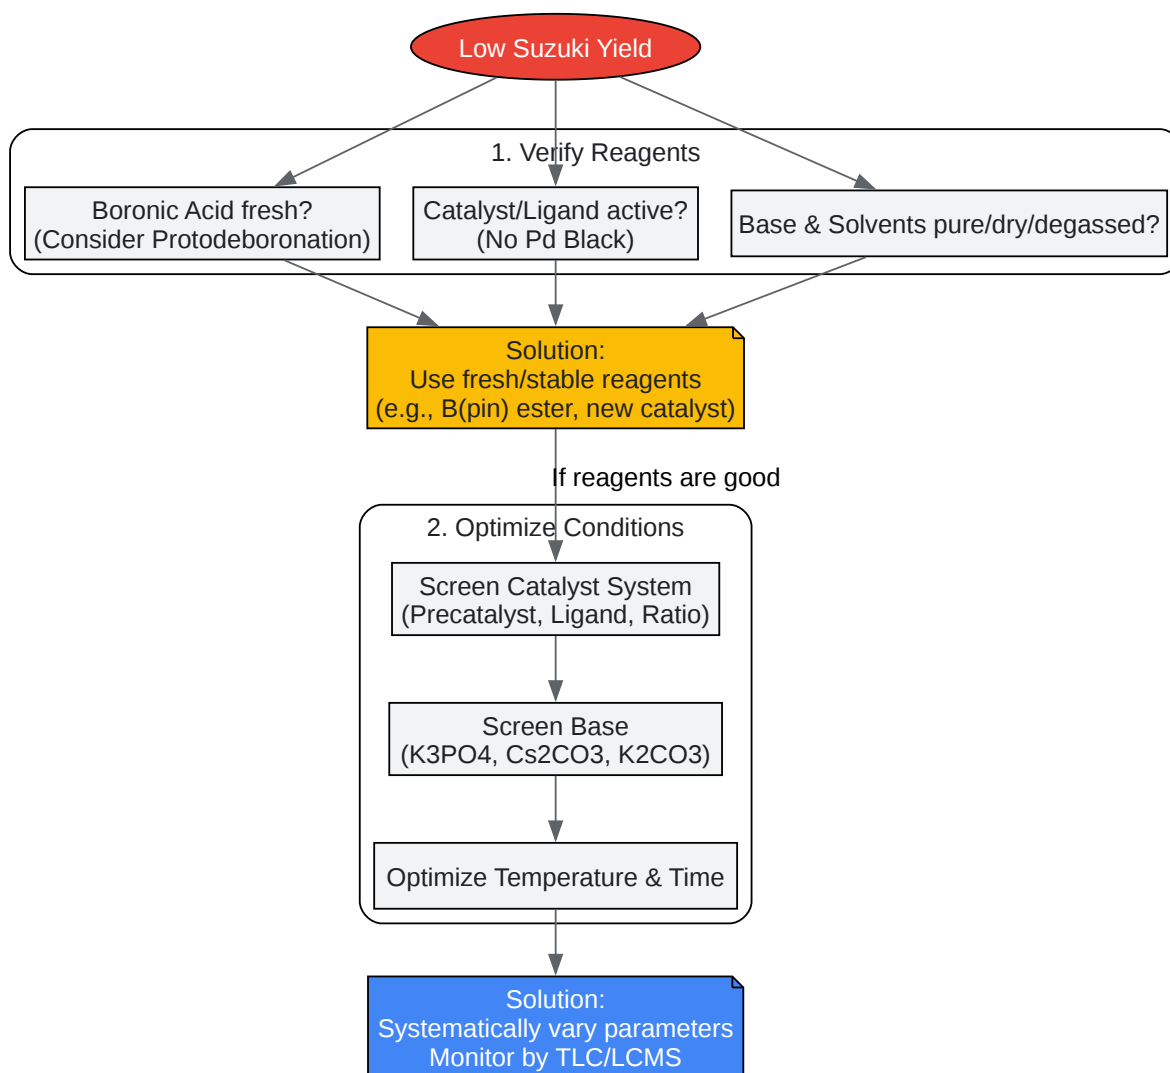 Low Suzuki Yield
1. Verify Reagents
Boronic Acid fresh?
(Consider Protodeboronation)
Catalyst/Ligand active?
(No Pd Black)
Base & Solvents pure/dry/degassed?
Solution:
Use fresh/stable reagents
(e.g., B(pin) ester, new catalyst)
If reagents are good
2. Optimize Conditions
Screen Catalyst System
(Precatalyst, Ligand, Ratio)
Screen Base
(K3PO4, Cs2CO3, K2CO3)
Optimize Temperature & Time
Solution:
Systematically vary parameters
Monitor by TLC/LCMS